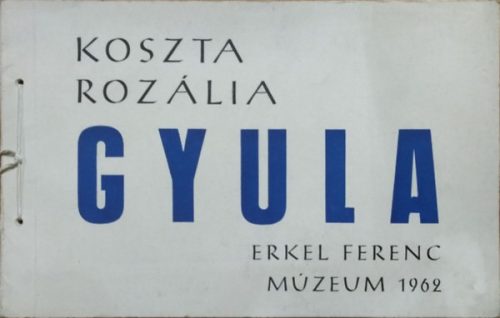 KOSZTA
ROZÁLIA
GYULA
ERKEL FERENC
MÚZEUM 1962